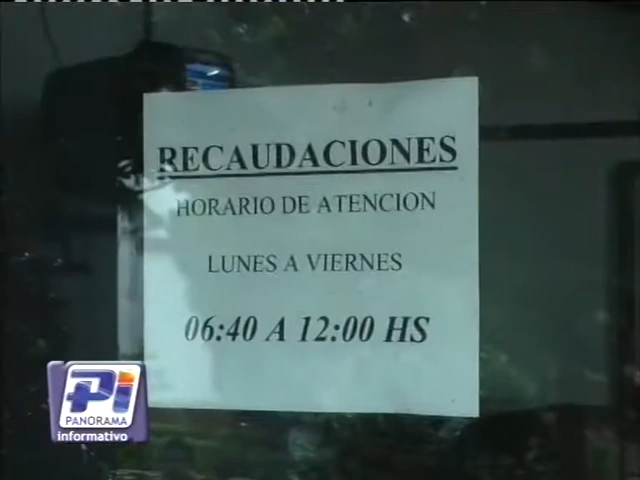 RECAUDACIONES
HORARIO DE ATENCION
LUNES A VIERNES
06:40 A 12:00 HS
Pi
PANORAMA
informativo